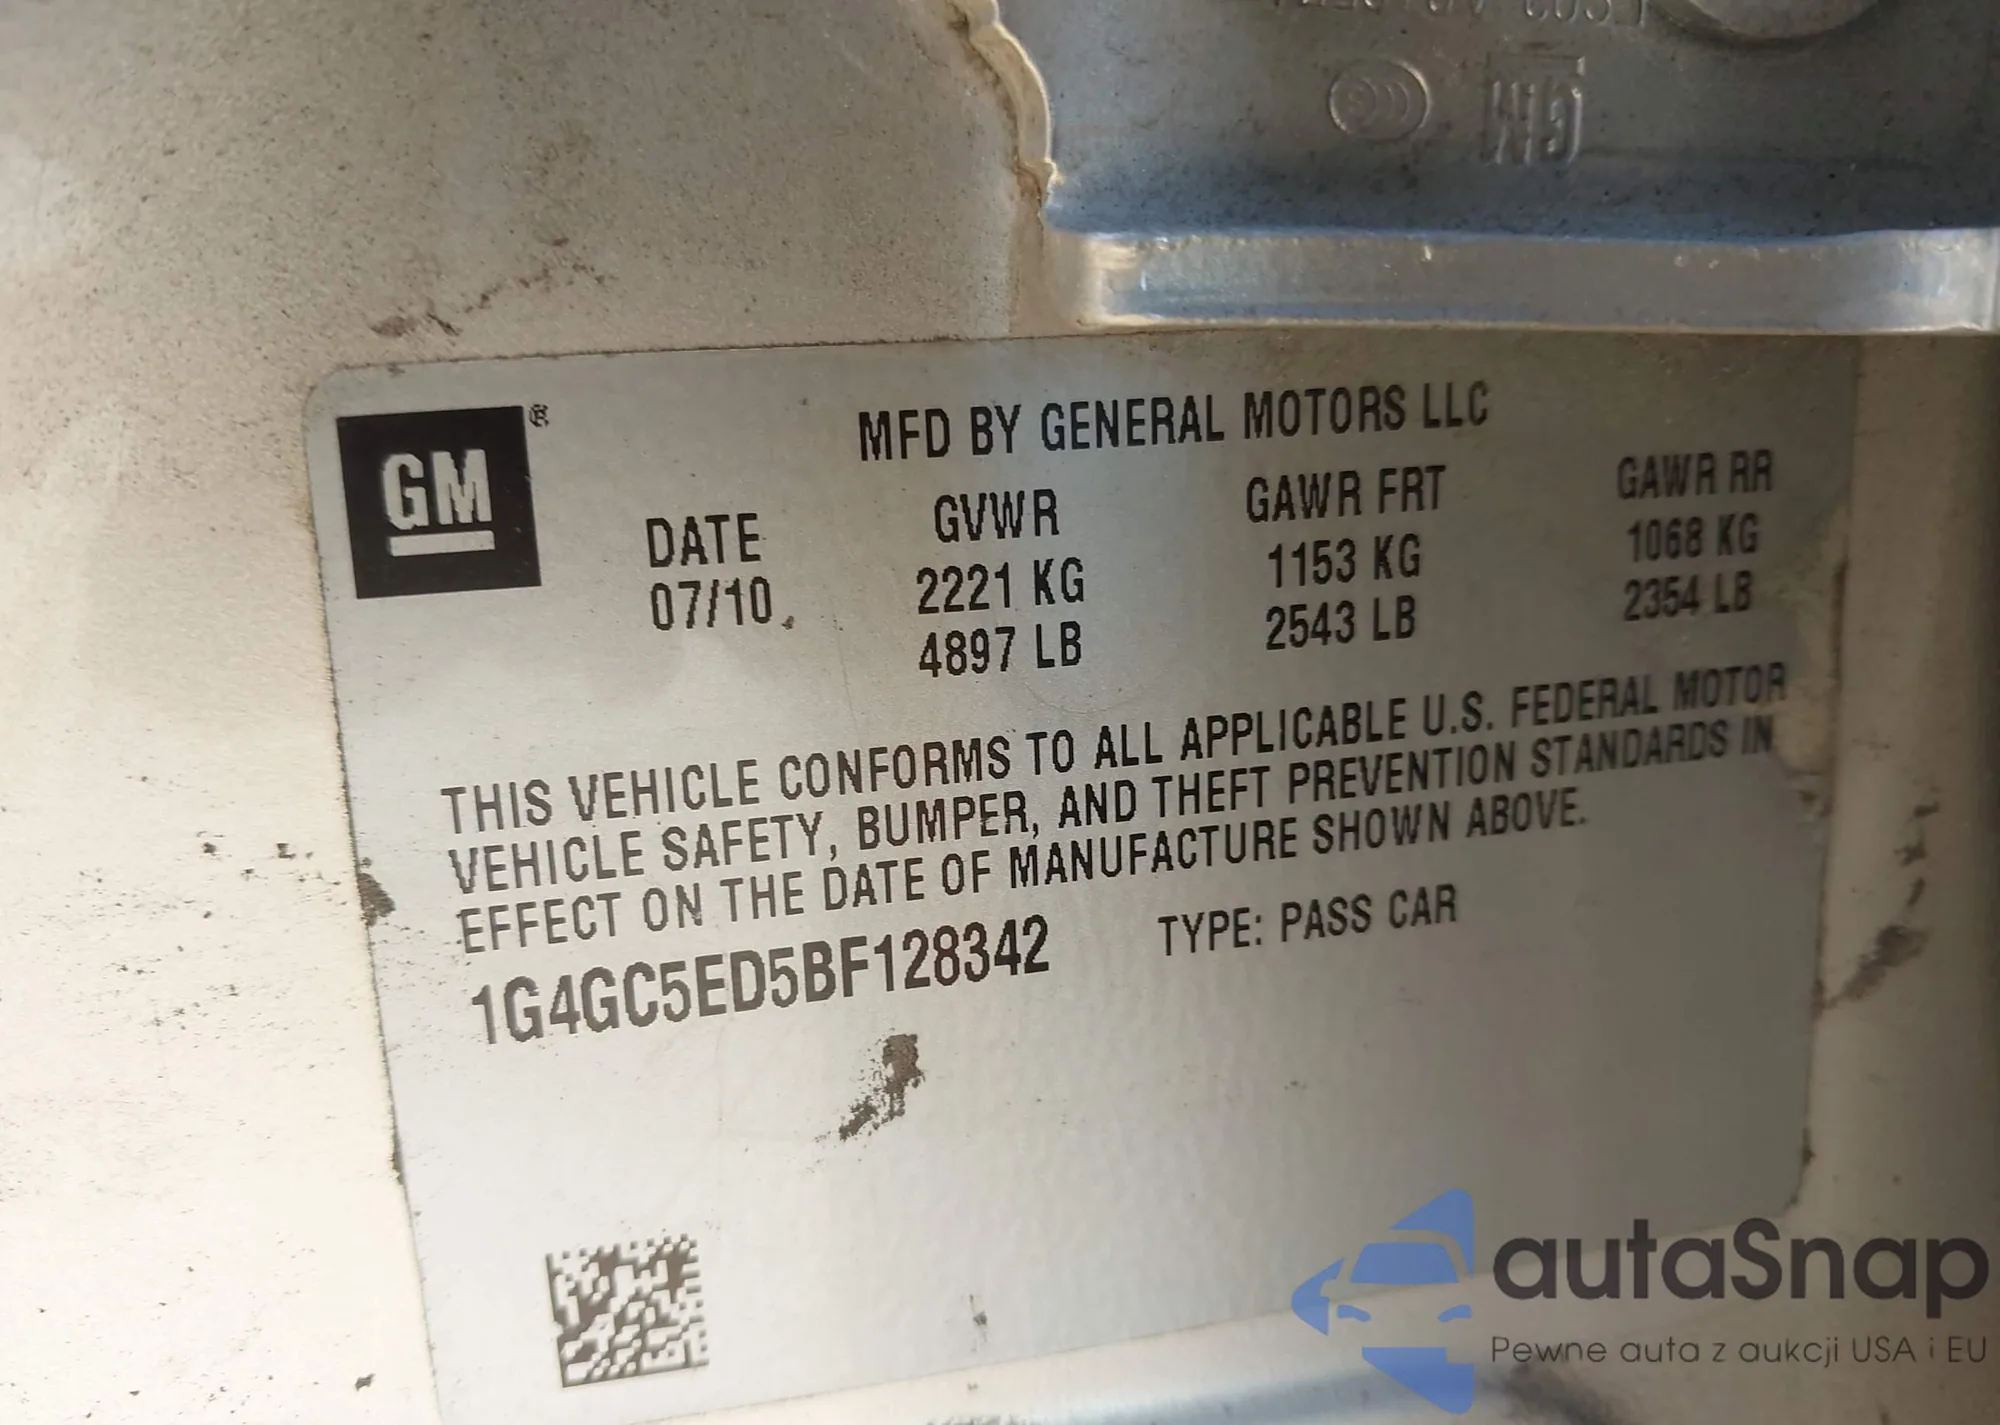 GM
GM ®
MFD BY GENERAL MOTORS LLC
DATE GVWR GAWR FRT GAWR RR
07/10 2221 KG 1153 KG 1068 KG
4897 LB 2543 LB 2354 LB
THIS VEHICLE CONFORMS TO ALL APPLICABLE U.S. FEDERAL MOTOR
VEHICLE SAFETY, BUMPER, AND THEFT PREVENTION STANDARDS IN
EFFECT ON THE DATE OF MANUFACTURE SHOWN ABOVE.
1G4GC5ED5BF128342 TYPE: PASS CAR
autaSnap
Pewne auta z aukcji USA i EU